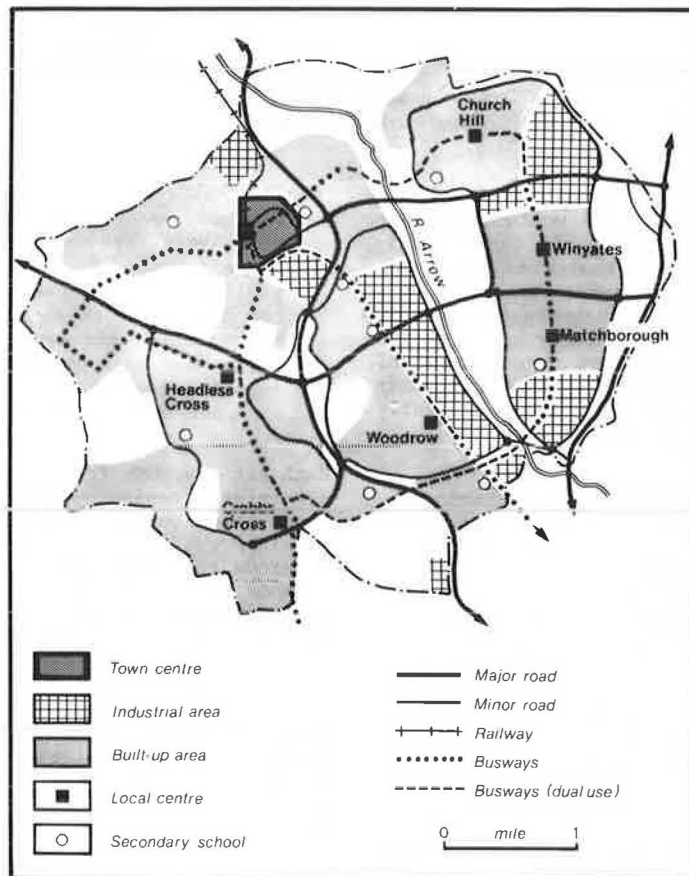 Church
Hill
R. Arrow
Winyates
Matchborough
Headless
Cross
Woodrow
Crabbs
Cross
Town centre
Industrial area
Built-up area
Local centre
Secondary school
Major road
Minor road
Railway
Busways
Busways (dual use)
0 mile 1